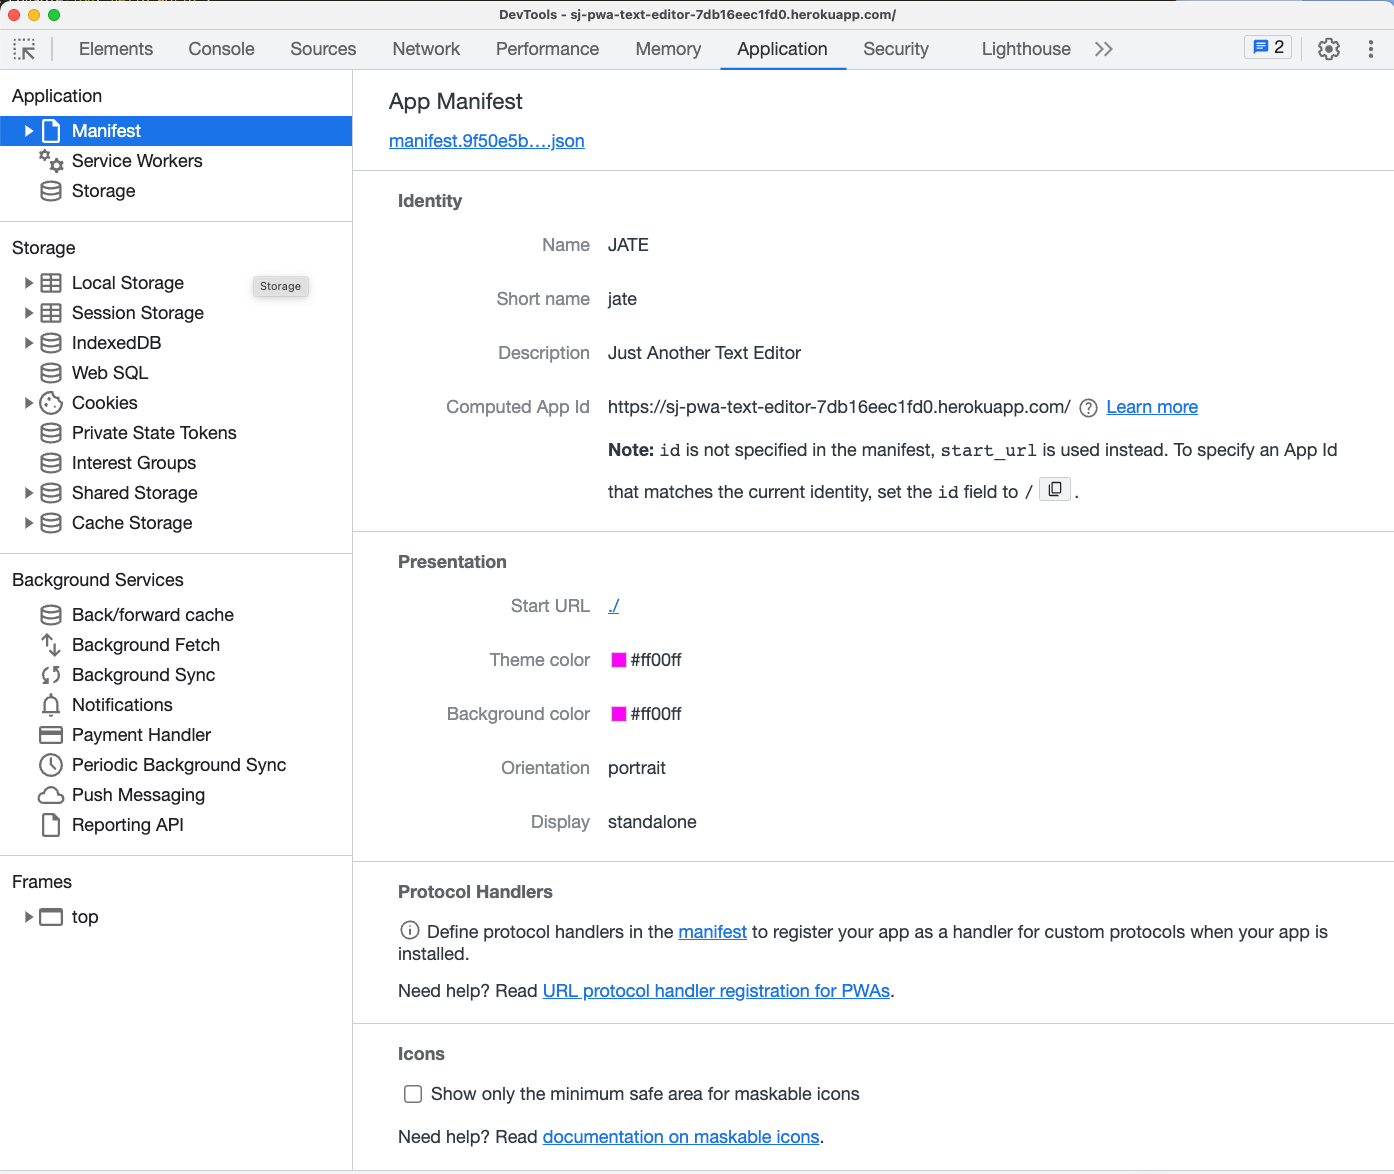 DevTools - sj-pwa-text-editor-7db16eec1fd0.herokuapp.com/
Elements Console Sources Network Performance Memory Application Security Lighthouse 2
Application
Manifest
Service Workers
Storage
Storage
Local Storage
Storage
Session Storage
IndexedDB
Web SQL
Cookies
Private State Tokens
Interest Groups
Shared Storage
Cache Storage
Background Services
Back/forward cache
Background Fetch
Background Sync
Notifications
Payment Handler
Periodic Background Sync
Push Messaging
Reporting API
Frames
top
App Manifest
manifest.9f50e5b….json
Identity
Name JATE
Short name jate
Description Just Another Text Editor
Computed App Id https://sj-pwa-text-editor-7db16eec1fd0.herokuapp.com/ Learn more
Note: id is not specified in the manifest, start_url is used instead. To specify an App Id
that matches the current identity, set the id field to / .
Presentation
Start URL ./
Theme color #ff00ff
Background color #ff00ff
Orientation portrait
Display standalone
Protocol Handlers
Define protocol handlers in the manifest to register your app as a handler for custom protocols when your app is
installed.
Need help? Read URL protocol handler registration for PWAs.
Icons
Show only the minimum safe area for maskable icons
Need help? Read documentation on maskable icons.